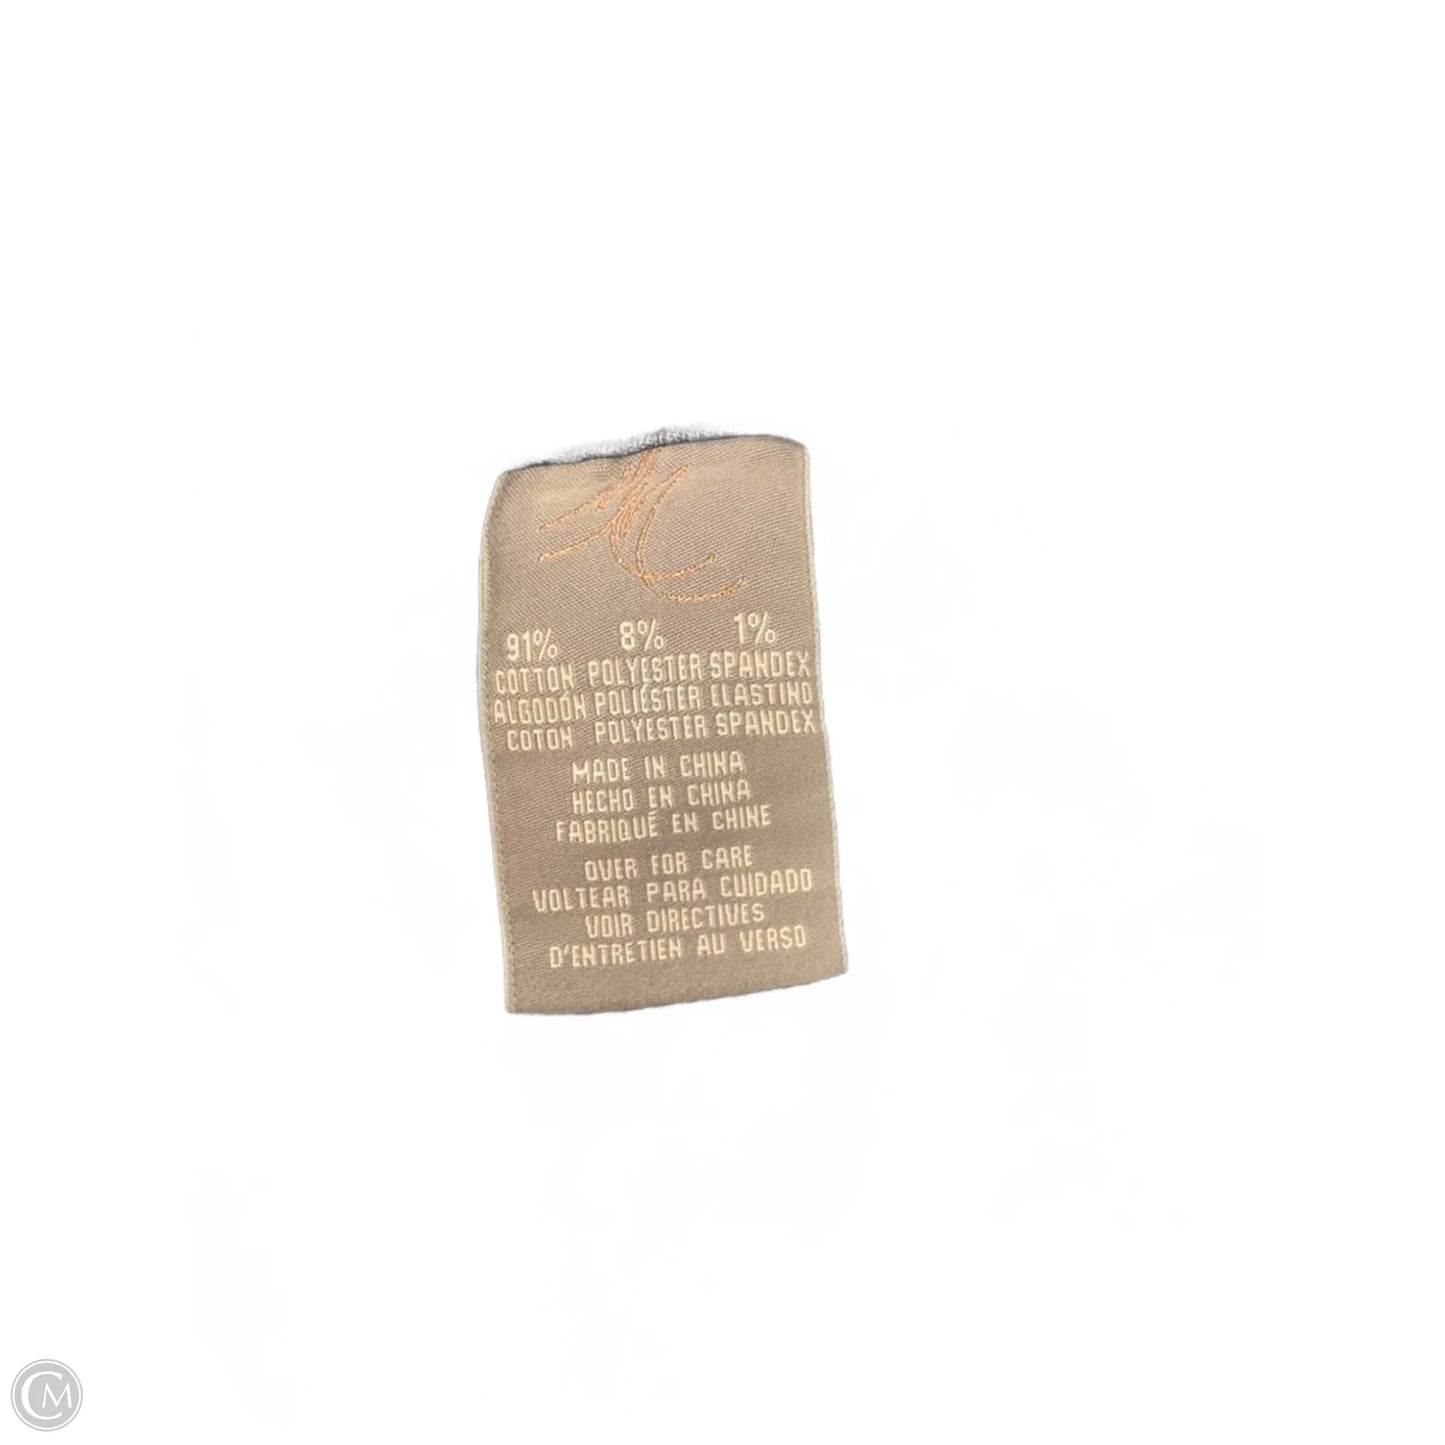 91% 8% 1%
COTTON POLYESTER SPANDEX
ALGODÓN POLIÉSTER ELASTINO
COTON POLYESTER SPANDEX
MADE IN CHINA
HECHO EN CHINA
FABRIQUÉ EN CHINE
OVER FOR CARE
VOLTEAR PARA CUIDADO
VOIR DIRECTIVES
D'ENTRETIEN AU VERSO
CM